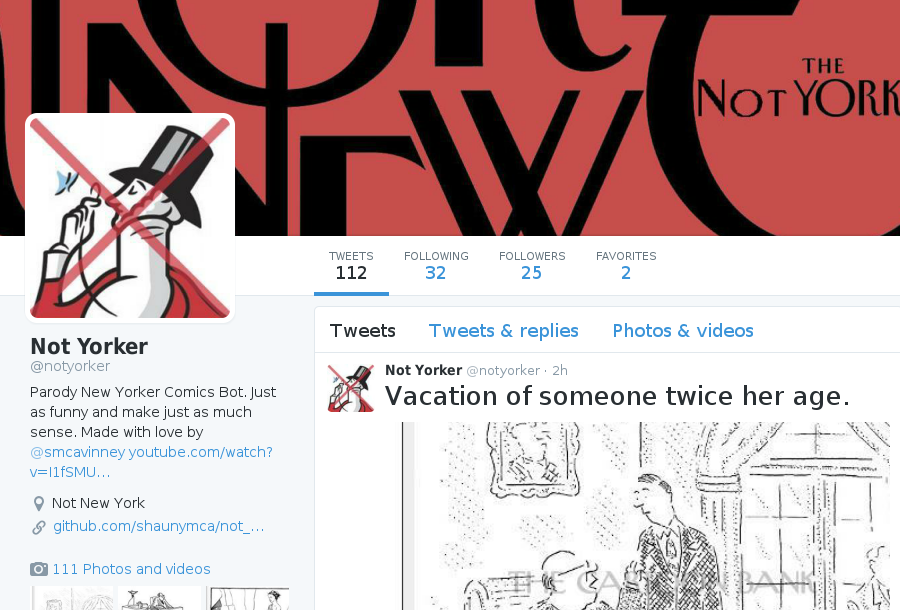 THE
NOT YORK
TWEETS FOLLOWING FOLLOWERS FAVORITES
112 32 25 2
Tweets Tweets & replies Photos & videos
Not Yorker
@notyorker
Parody New Yorker Comics Bot. Just
as funny and make just as much
sense. Made with love by
@smcavinney youtube.com/watch?
v=I1fSMU…
Not New York
github.com/shaunymca/not_…
111 Photos and videos
Not Yorker @notyorker · 2h
Vacation of someone twice her age.
THE CARTOON BANK